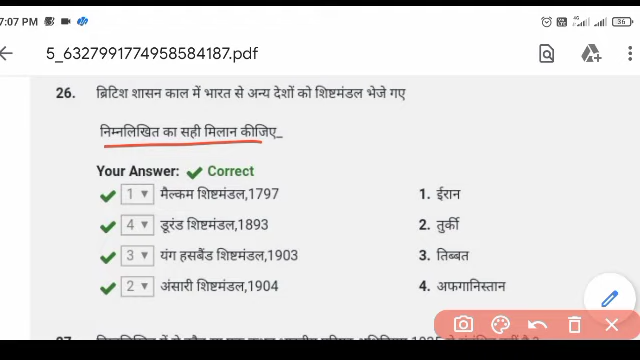 7:07 PM
36
5_6327991774958584187.pdf
26. ब्रिटिश शासन काल में भारत से अन्य देशों को शिष्टमंडल भेजे गए
निम्नलिखित का सही मिलान कीजिए_
Your Answer: Correct
1 मैल्कम शिष्टमंडल,1797 1. ईरान
4 डूरंड शिष्टमंडल,1893 2. तुर्की
3 यंग हसबैंड शिष्टमंडल,1903 3. तिब्बत
2 अंसारी शिष्टमंडल,1904 4. अफगानिस्तान